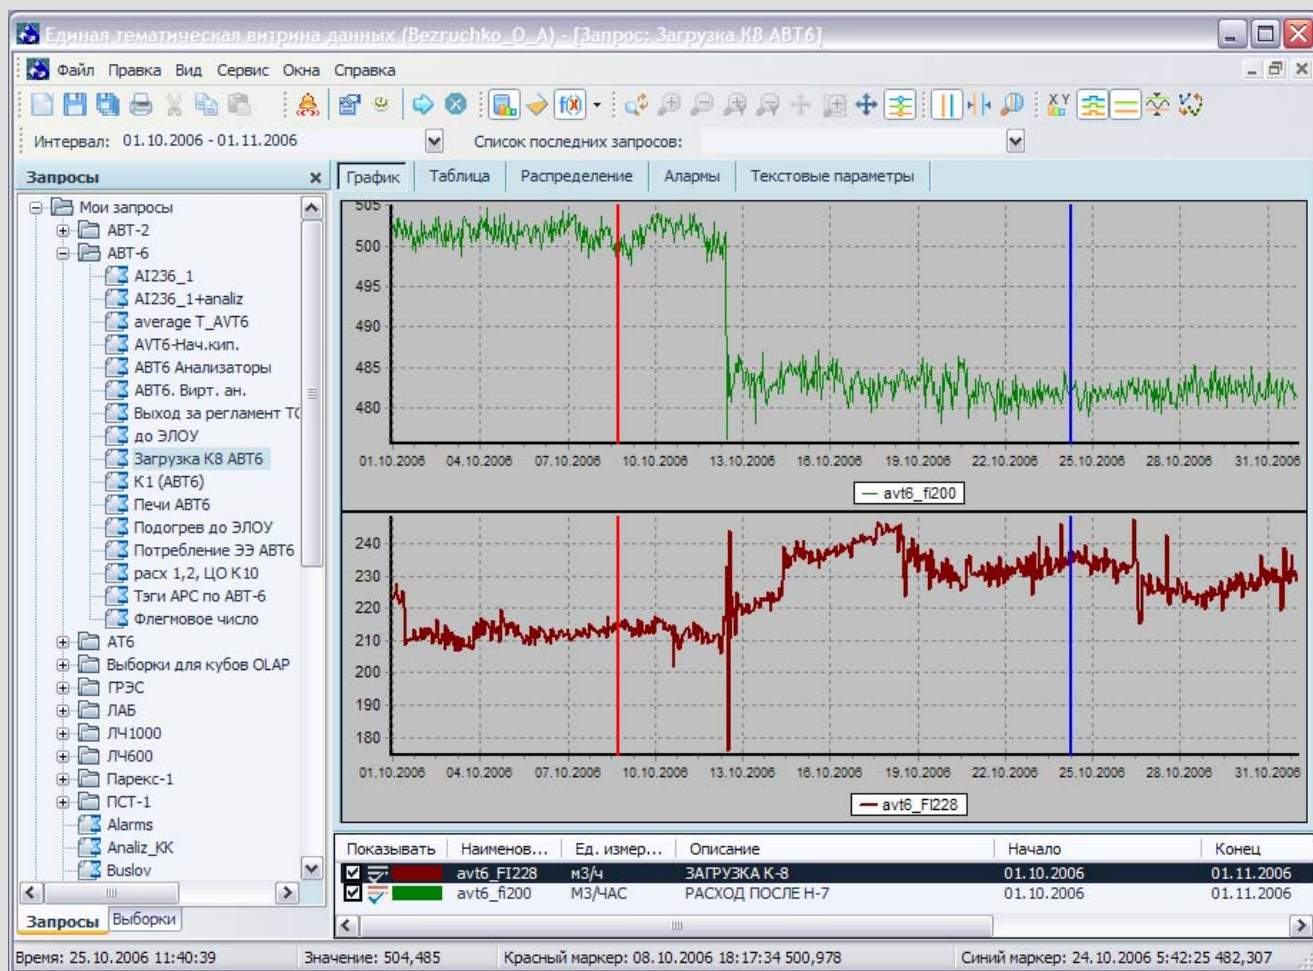 Единая тематическая витрина данных (Bezruchko_O_A) - [Запрос: Загрузка К8 АВТ6]
Файл Правка Вид Сервис Окна Справка
f(x) X Y
Интервал: 01.10.2006 - 01.11.2006 Список последних запросов:
Запросы
График Таблица Распределение Алармы Текстовые параметры
Мои запросы
АВТ-2
АВТ-6
AI236_1
AI236_1+analiz
average T_AVT6
AVT6-Нач.кип.
АВТ6 Анализаторы
АВТ6. Вирт. ан.
Выход за регламент ТС
до ЭЛОУ
Загрузка К8 АВТ6
К1 (АВТ6)
Печи АВТ6
Подогрев до ЭЛОУ
Потребление ЭЭ АВТ6
расх 1,2, ЦО К10
Тэги АРС по АВТ-6
Флегмовое число
АТ6
Выборки для кубов OLAP
ГРЭС
ЛАБ
ЛЧ1000
ЛЧ600
Парекс-1
ПСТ-1
Alarms
Analiz_KK
Buslov
Запросы Выборки
505
500
495
490
485
480
01.10.2006 04.10.2006 07.10.2006 10.10.2006 13.10.2006 16.10.2006 19.10.2006 22.10.2006 25.10.2006 28.10.2006 31.10.2006
avt6_fi200
240
230
220
210
200
190
180
01.10.2006 04.10.2006 07.10.2006 10.10.2006 13.10.2006 16.10.2006 19.10.2006 22.10.2006 25.10.2006 28.10.2006 31.10.2006
avt6_FI228
Показывать Наименов... Ед. измер... Описание Начало Конец
avt6_FI228 м3/ч ЗАГРУЗКА К-8 01.10.2006 01.11.2006
avt6_fi200 М3/ЧАС РАСХОД ПОСЛЕ Н-7 01.10.2006 01.11.2006
Время: 25.10.2006 11:40:39 Значение: 504,485 Красный маркер: 08.10.2006 18:17:34 500,978 Синий маркер: 24.10.2006 5:42:25 482,307